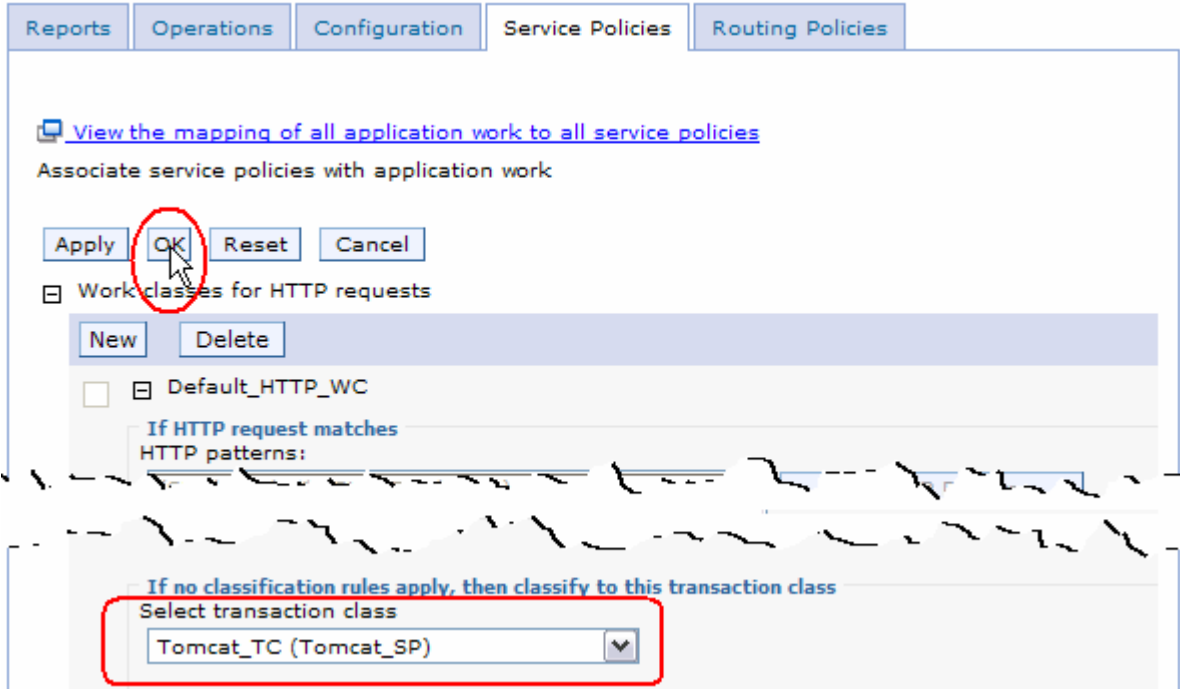 Reports Operations Configuration Service Policies Routing Policies
View the mapping of all application work to all service policies
Associate service policies with application work
Apply OK Reset Cancel
Work classes for HTTP requests
New Delete
Default_HTTP_WC
If HTTP request matches
HTTP patterns:
If no classification rules apply, then classify to this transaction class
Select transaction class
Tomcat_TC (Tomcat_SP)